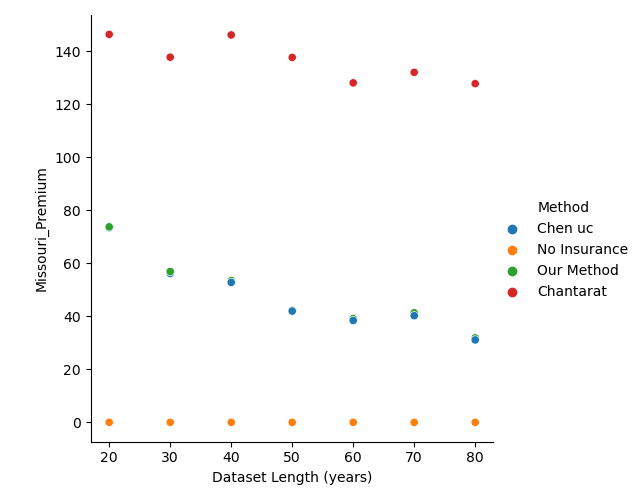 140
120
100
80
60
40
20
0
Missouri_Premium
20 30 40 50 60 70 80
Dataset Length (years)
Method
Chen uc
No Insurance
Our Method
Chantarat